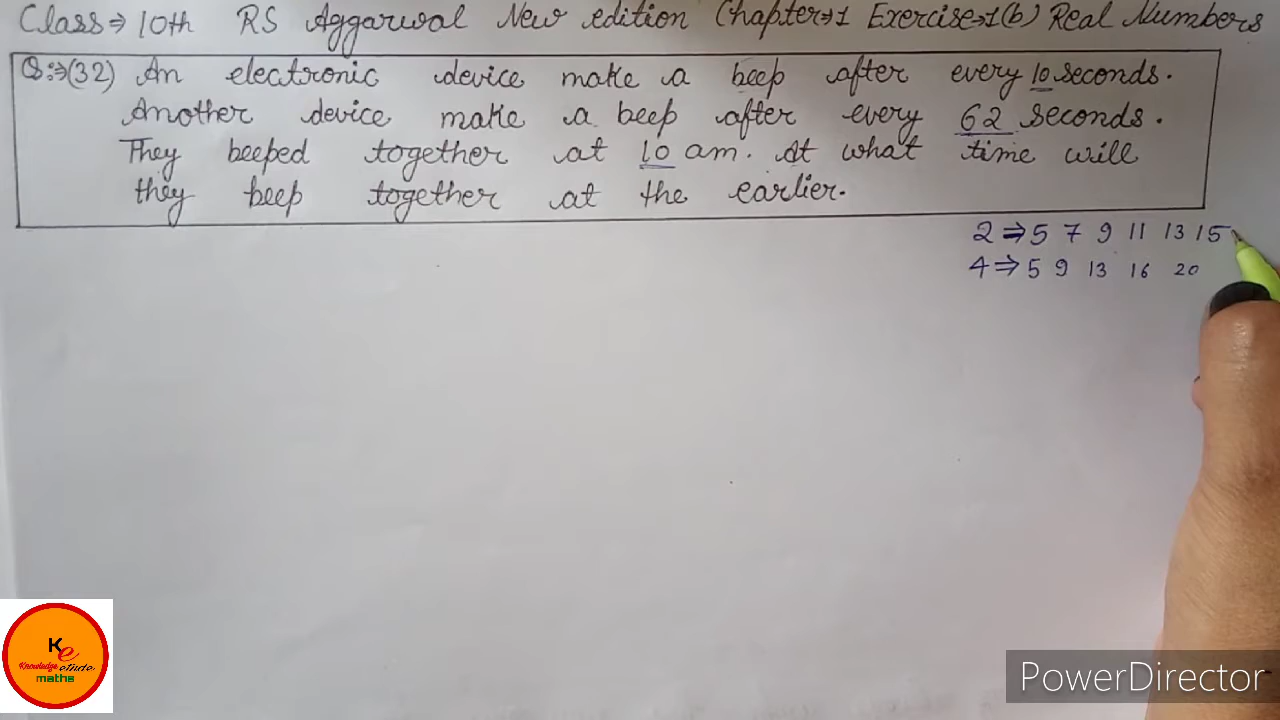 Class⇒10th RS Aggarwal New edition Chapter⇒1 Exercise⇒1(b) Real Numbers
Q:⇒(32) An electronic device make a beep after every 10 seconds.
Another device make a beep after every 62 seconds.
They beeped together at 10 am. At what time will
they beep together at the earlier.
2⇒5 7 9 11 13 15
4⇒5 9 13 16 20
Ke
Knowledge etude
maths
PowerDirector